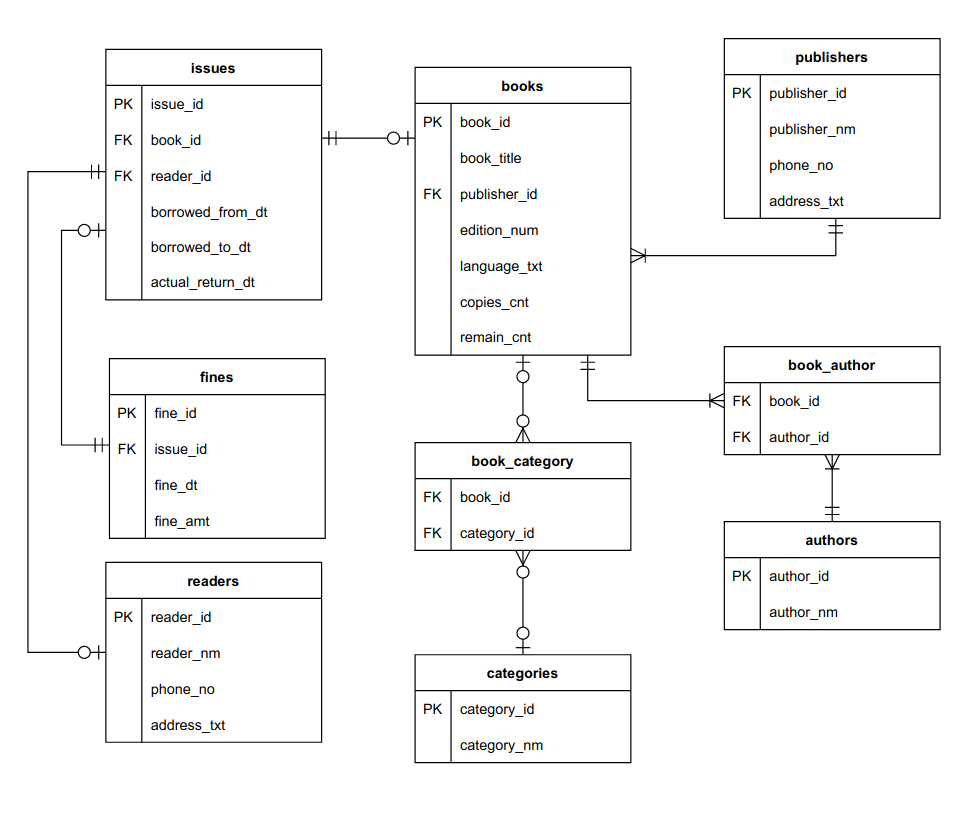 issues
PK issue_id
FK book_id
FK reader_id
borrowed_from_dt
borrowed_to_dt
actual_return_dt
fines
PK fine_id
FK issue_id
fine_dt
fine_amt
readers
PK reader_id
reader_nm
phone_no
address_txt
books
PK book_id
book_title
FK publisher_id
edition_num
language_txt
copies_cnt
remain_cnt
book_category
FK book_id
FK category_id
categories
PK category_id
category_nm
publishers
PK publisher_id
publisher_nm
phone_no
address_txt
book_author
FK book_id
FK author_id
authors
PK author_id
author_nm